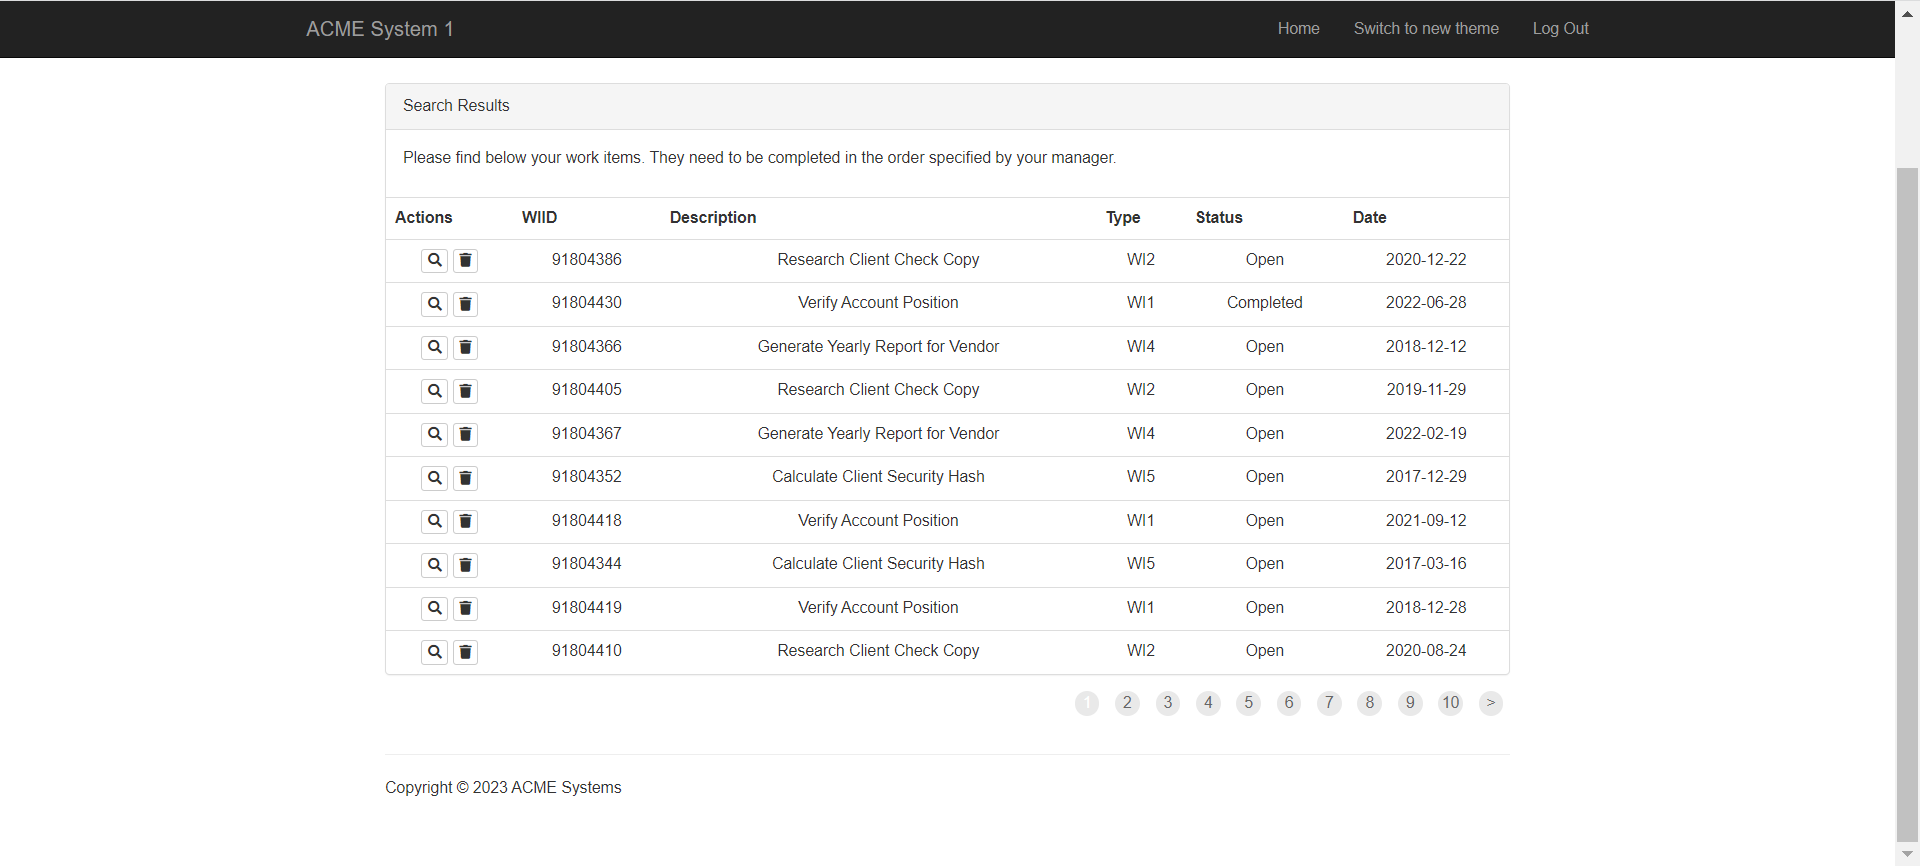 ACME System 1 Home Switch to new theme Log Out
Search Results
Please find below your work items. They need to be completed in the order specified by your manager.
Actions WIID Description Type Status Date
91804386 Research Client Check Copy WI2 Open 2020-12-22
91804430 Verify Account Position WI1 Completed 2022-06-28
91804366 Generate Yearly Report for Vendor WI4 Open 2018-12-12
91804405 Research Client Check Copy WI2 Open 2019-11-29
91804367 Generate Yearly Report for Vendor WI4 Open 2022-02-19
91804352 Calculate Client Security Hash WI5 Open 2017-12-29
91804418 Verify Account Position WI1 Open 2021-09-12
91804344 Calculate Client Security Hash WI5 Open 2017-03-16
91804419 Verify Account Position WI1 Open 2018-12-28
91804410 Research Client Check Copy WI2 Open 2020-08-24
1 2 3 4 5 6 7 8 9 10 >
Copyright © 2023 ACME Systems